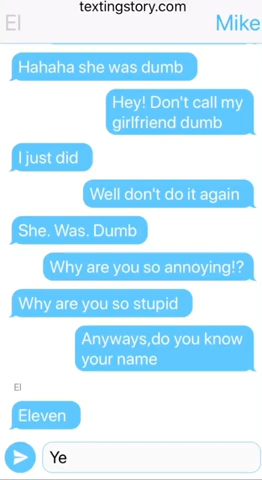 textingstory.com
El
Mike
Hahaha she was dumb
Hey! Don't call my
girlfriend dumb
I just did
Well don't do it again
She. Was. Dumb
Why are you so annoying!?
Why are you so stupid
Anyways,do you know
your name
El
Eleven
Ye